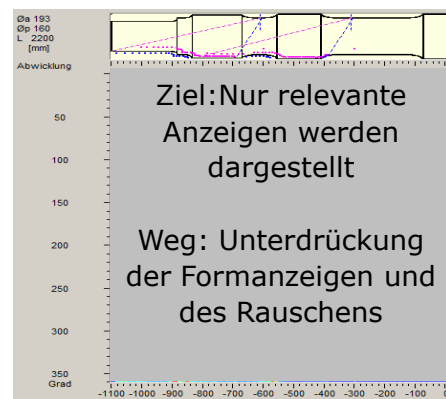 Øa 193
Øp 160
L 2200
[mm]
Abwicklung
Ziel:Nur relevante
Anzeigen werden
dargestellt
Weg: Unterdrückung
der Formanzeigen und
des Rauschens
50
100
150
200
250
300
350
Grad
-1100 -1000 -900 -800 -700 -600 -500 -400 -300 -200 -100 0